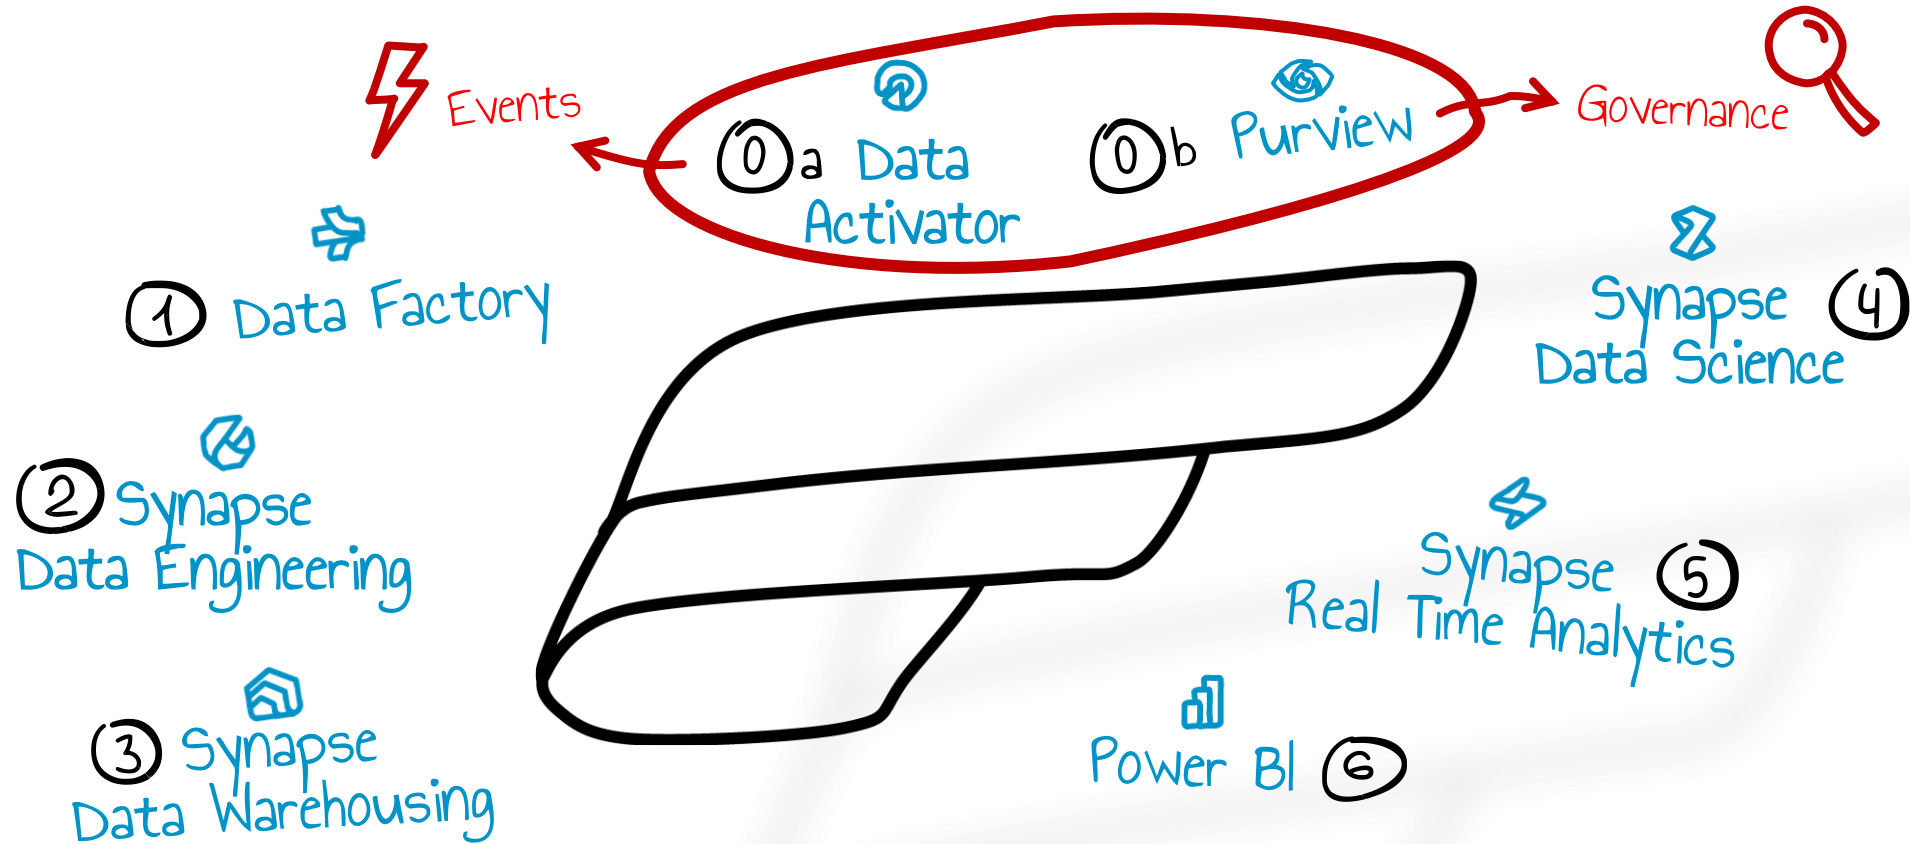 Events
0 a Data
Activator
0 b Purview
Governance
1 Data Factory
2 Synapse
Data Engineering
3 Synapse
Data Warehousing
Synapse 4
Data Science
Synapse 5
Real Time Analytics
Power BI 6